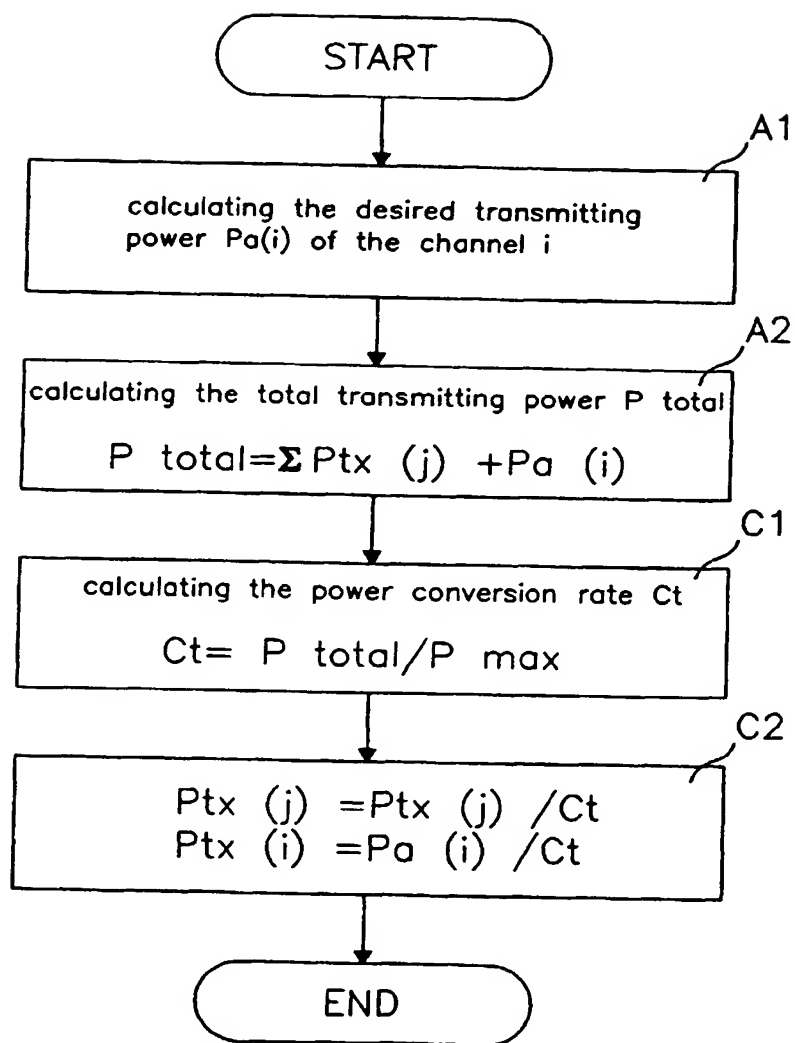 START
A1
calculating the desired transmitting
power Pa(i) of the channel i
A2
calculating the total transmitting power P total
P total=Σ Ptx (j) +Pa (i)
C1
calculating the power conversion rate Ct
Ct= P total/P max
C2
Ptx (j) =Ptx (j) /Ct
Ptx (i) =Pa (i) /Ct
END